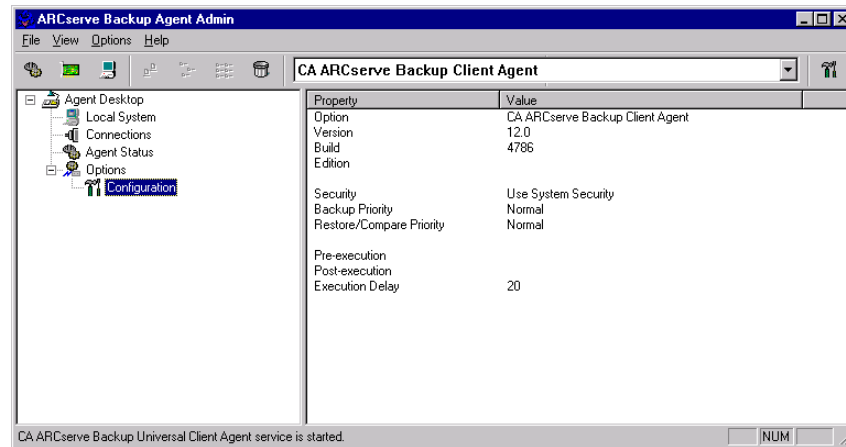 ARCserve Backup Agent Admin
File View Options Help
CA ARCserve Backup Client Agent
Agent Desktop
Local System
Connections
Agent Status
Options
Configuration
Property Value
Option CA ARCserve Backup Client Agent
Version 12.0
Build 4786
Edition
Security Use System Security
Backup Priority Normal
Restore/Compare Priority Normal
Pre-execution
Post-execution
Execution Delay 20
CA ARCserve Backup Universal Client Agent service is started.
NUM